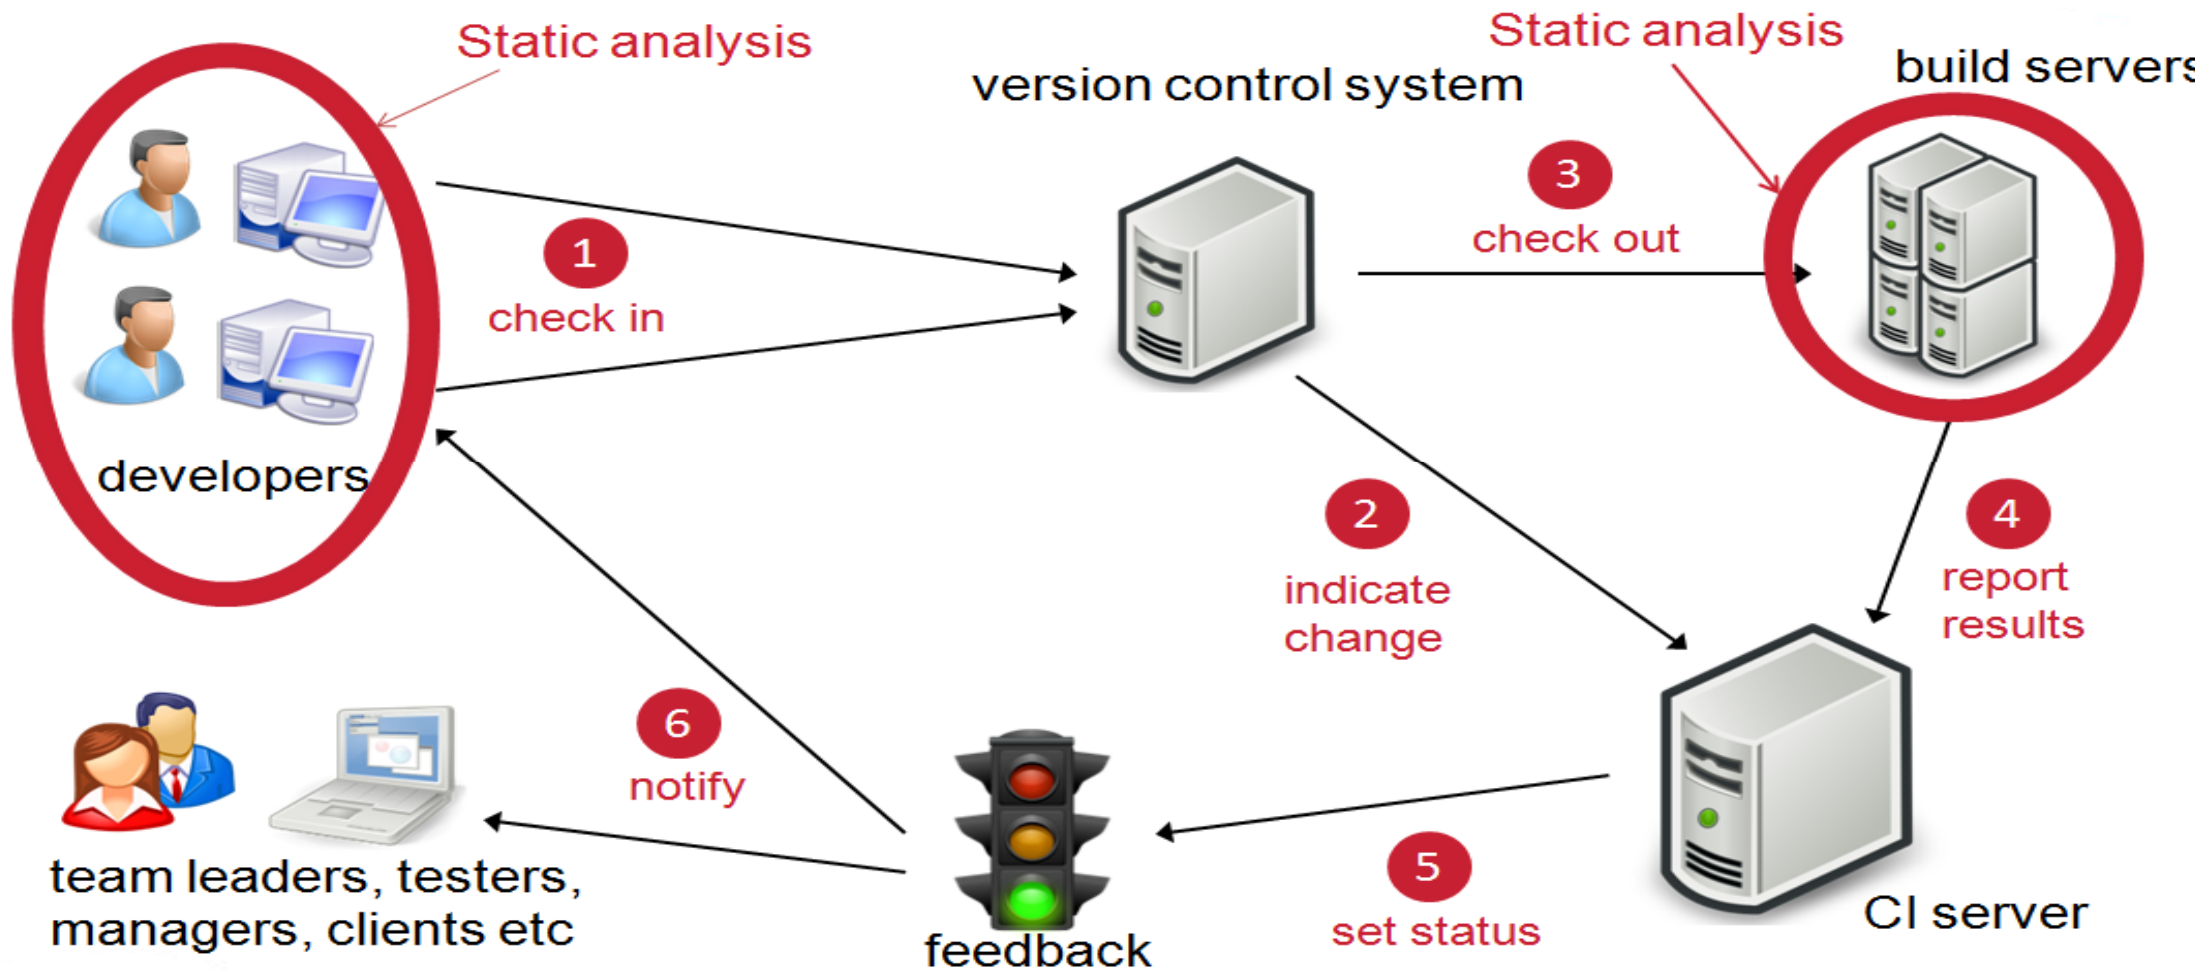 Static analysis
version control system
Static analysis
build servers
1
check in
3
check out
developers
2
indicate
change
4
report
results
6
notify
5
set status
team leaders, testers,
managers, clients etc
feedback
CI server